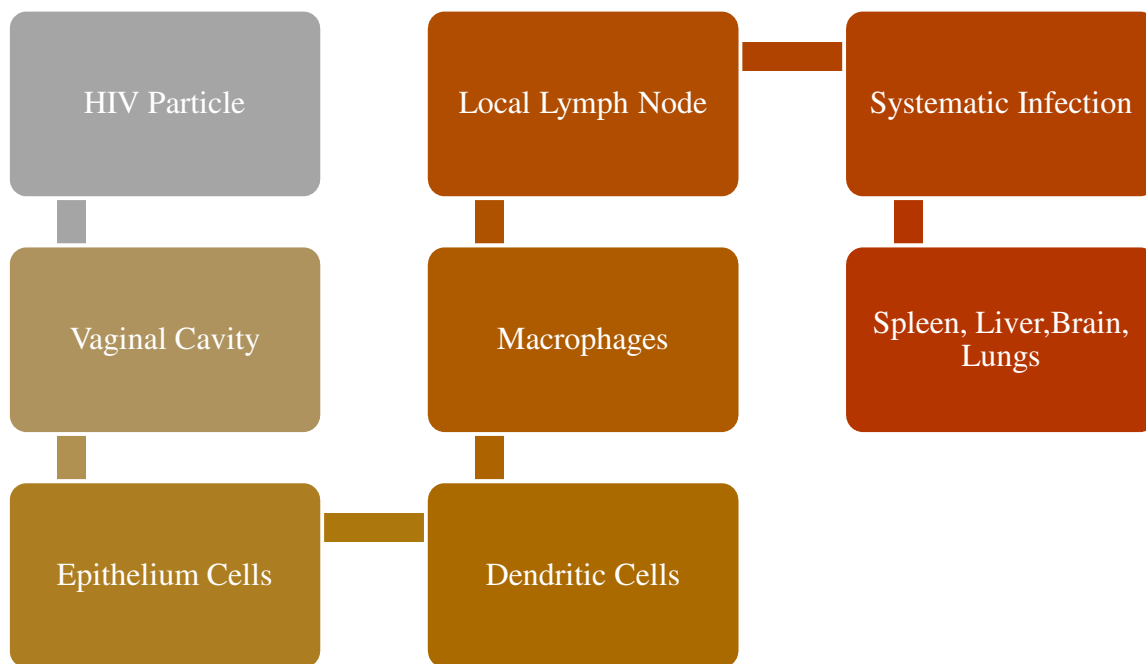 HIV Particle
Vaginal Cavity
Epithelium Cells
Dendritic Cells
Macrophages
Local Lymph Node
Systematic Infection
Spleen, Liver,Brain,
Lungs